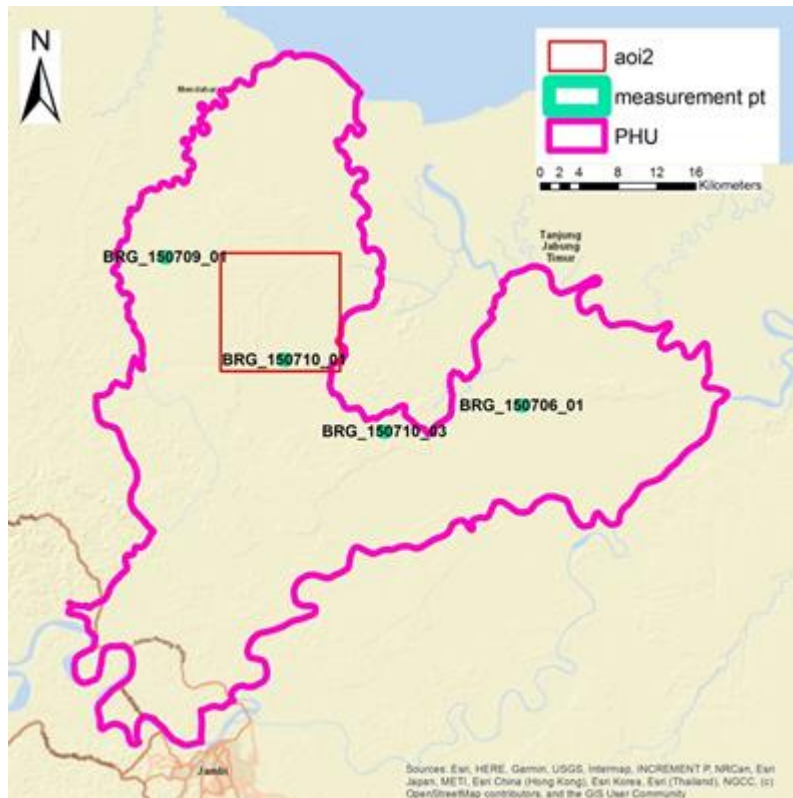 N
aoi2
measurement pt
PHU
0 2 4 8 12 16
Kilometers
Tanjung
Jabung
Timur
BRG_150709_01
BRG_150710_01
BRG_150706_01
BRG_150710_03
Jambi
Sources: Esri, HERE, Garmin, USGS, Intermap, INCREMENT P, NRCan, Esri
Japan, METI, Esri China (Hong Kong), Esri Korea, Esri (Thailand), NGCC, (c)
OpenStreetMap contributors, and the GIS User Community